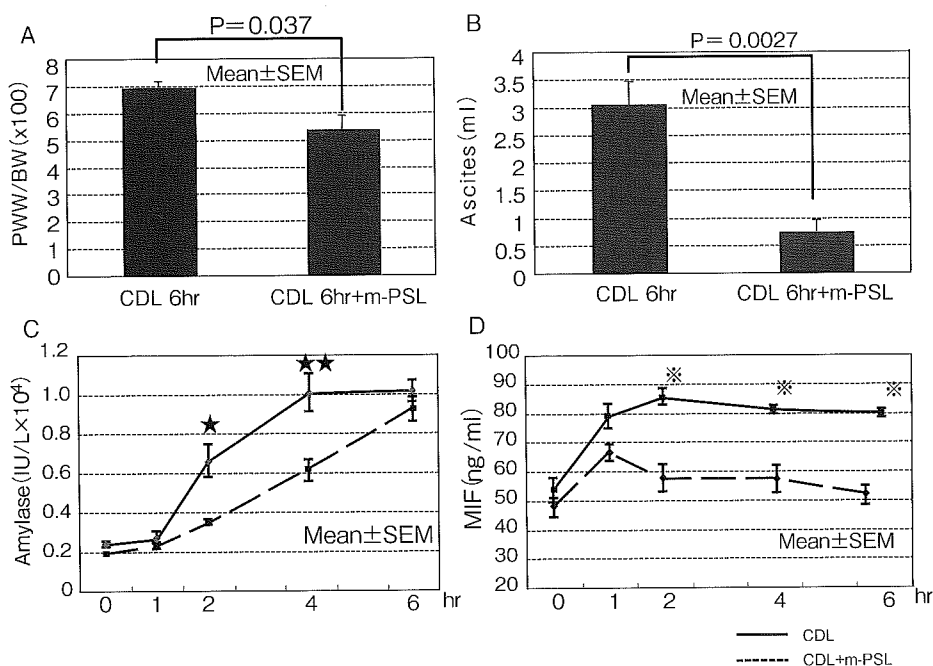 A
P=0.037
Mean±SEM
PWW/BW(x100)
8
7
6
5
4
3
2
1
0
CDL 6hr
CDL 6hr+m-PSL
B
P=0.0027
Mean±SEM
Ascites(ml)
4
3.5
3
2.5
2
1.5
1
0.5
0
CDL 6hr
CDL 6hr+m-PSL
C
Amylase(IU/L×10⁴)
1.2
1.0
0.8
0.6
0.4
0.2
0
★
★★
Mean±SEM
0 1 2 4 6 hr
D
MIF(ng/ml)
100
90
80
70
60
50
40
30
20
※ ※ ※
Mean±SEM
0 1 2 4 6 hr
CDL
CDL+m-PSL